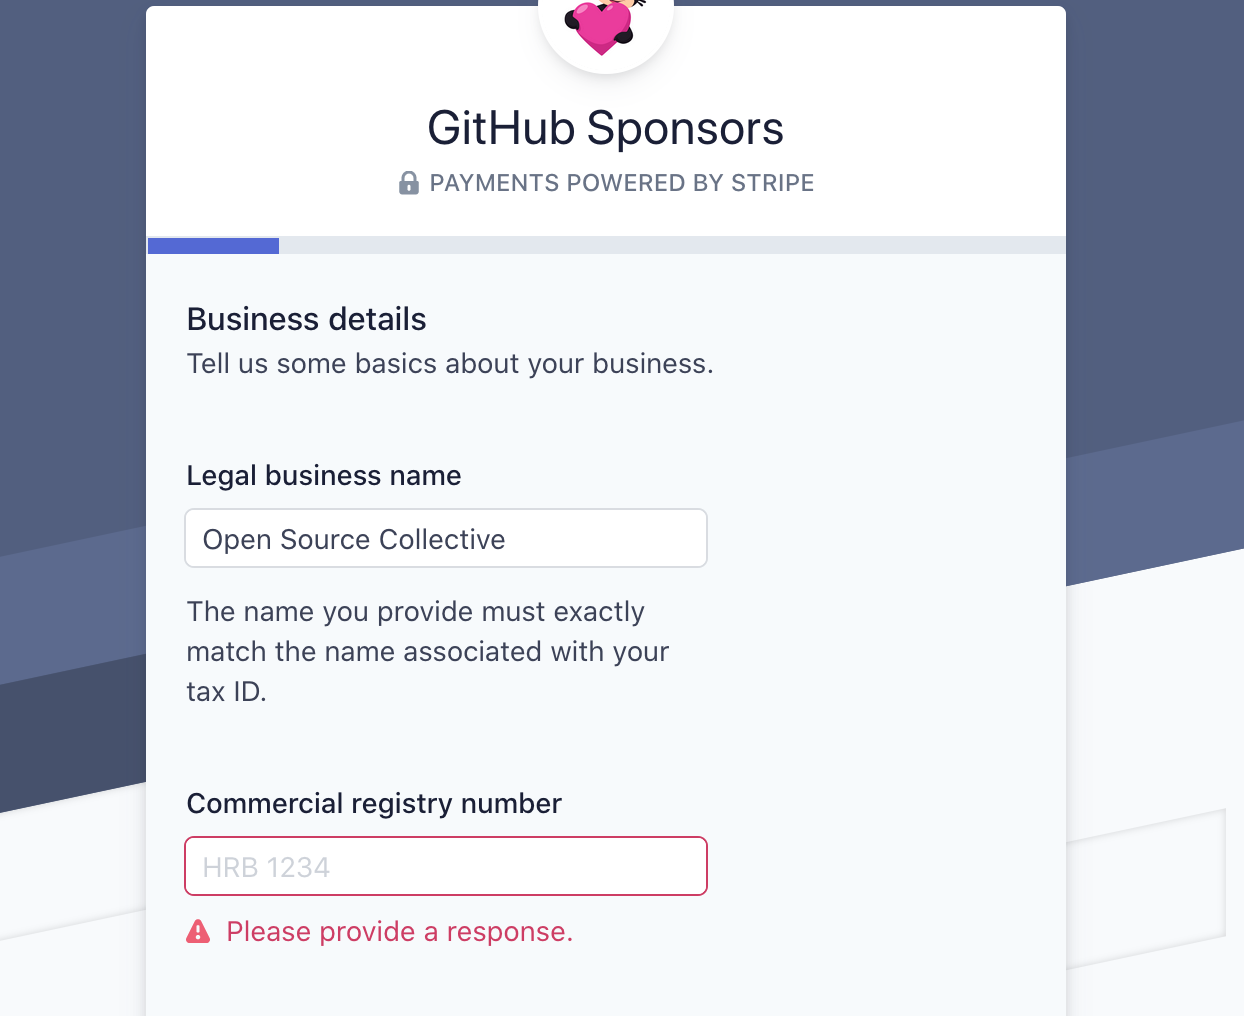 GitHub Sponsors
PAYMENTS POWERED BY STRIPE
Business details
Tell us some basics about your business.
Legal business name
Open Source Collective
The name you provide must exactly
match the name associated with your
tax ID.
Commercial registry number
HRB 1234
Please provide a response.